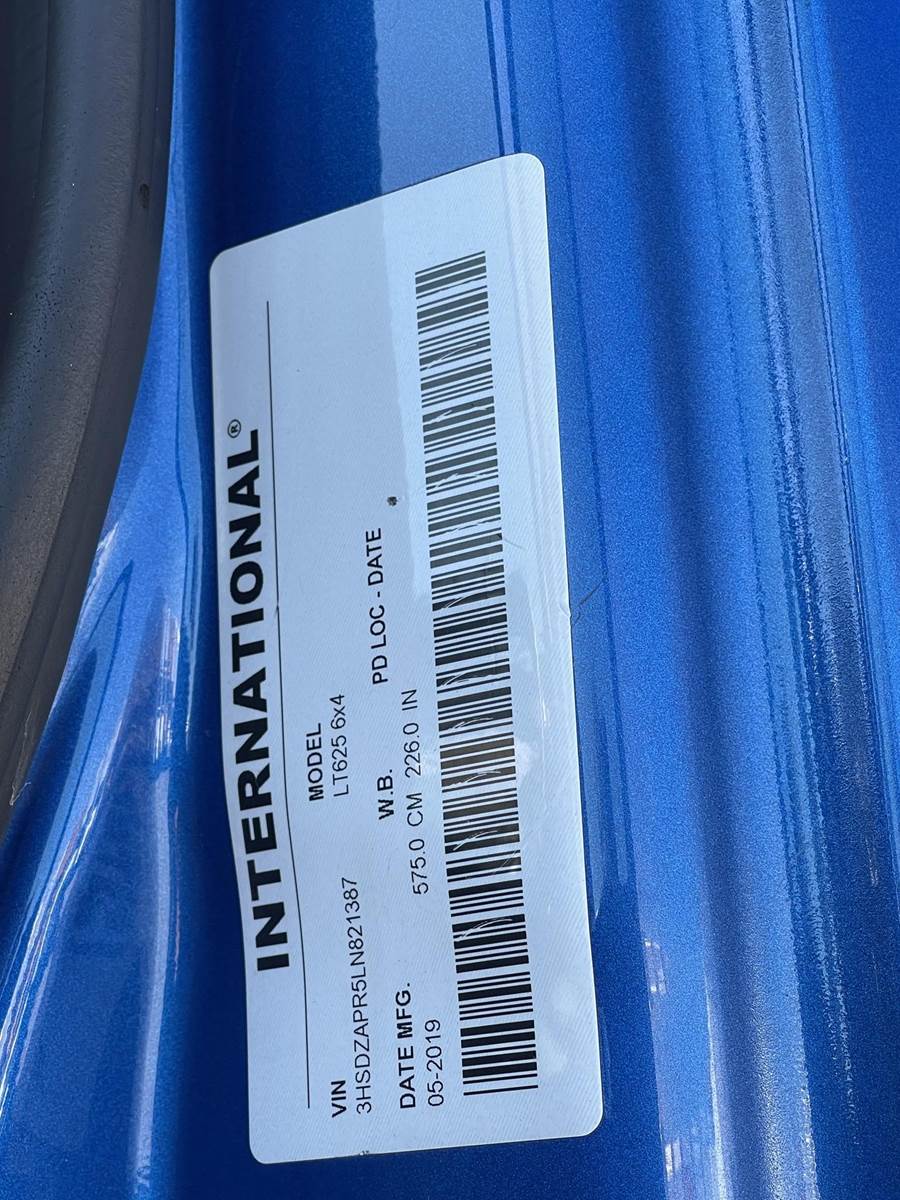 INTERNATIONAL®
VIN MODEL
3HSDZAPR5LN821387 LT625 6x4
DATE MFG. W.B. PD LOC - DATE
05-2019 575.0 CM 226.0 IN